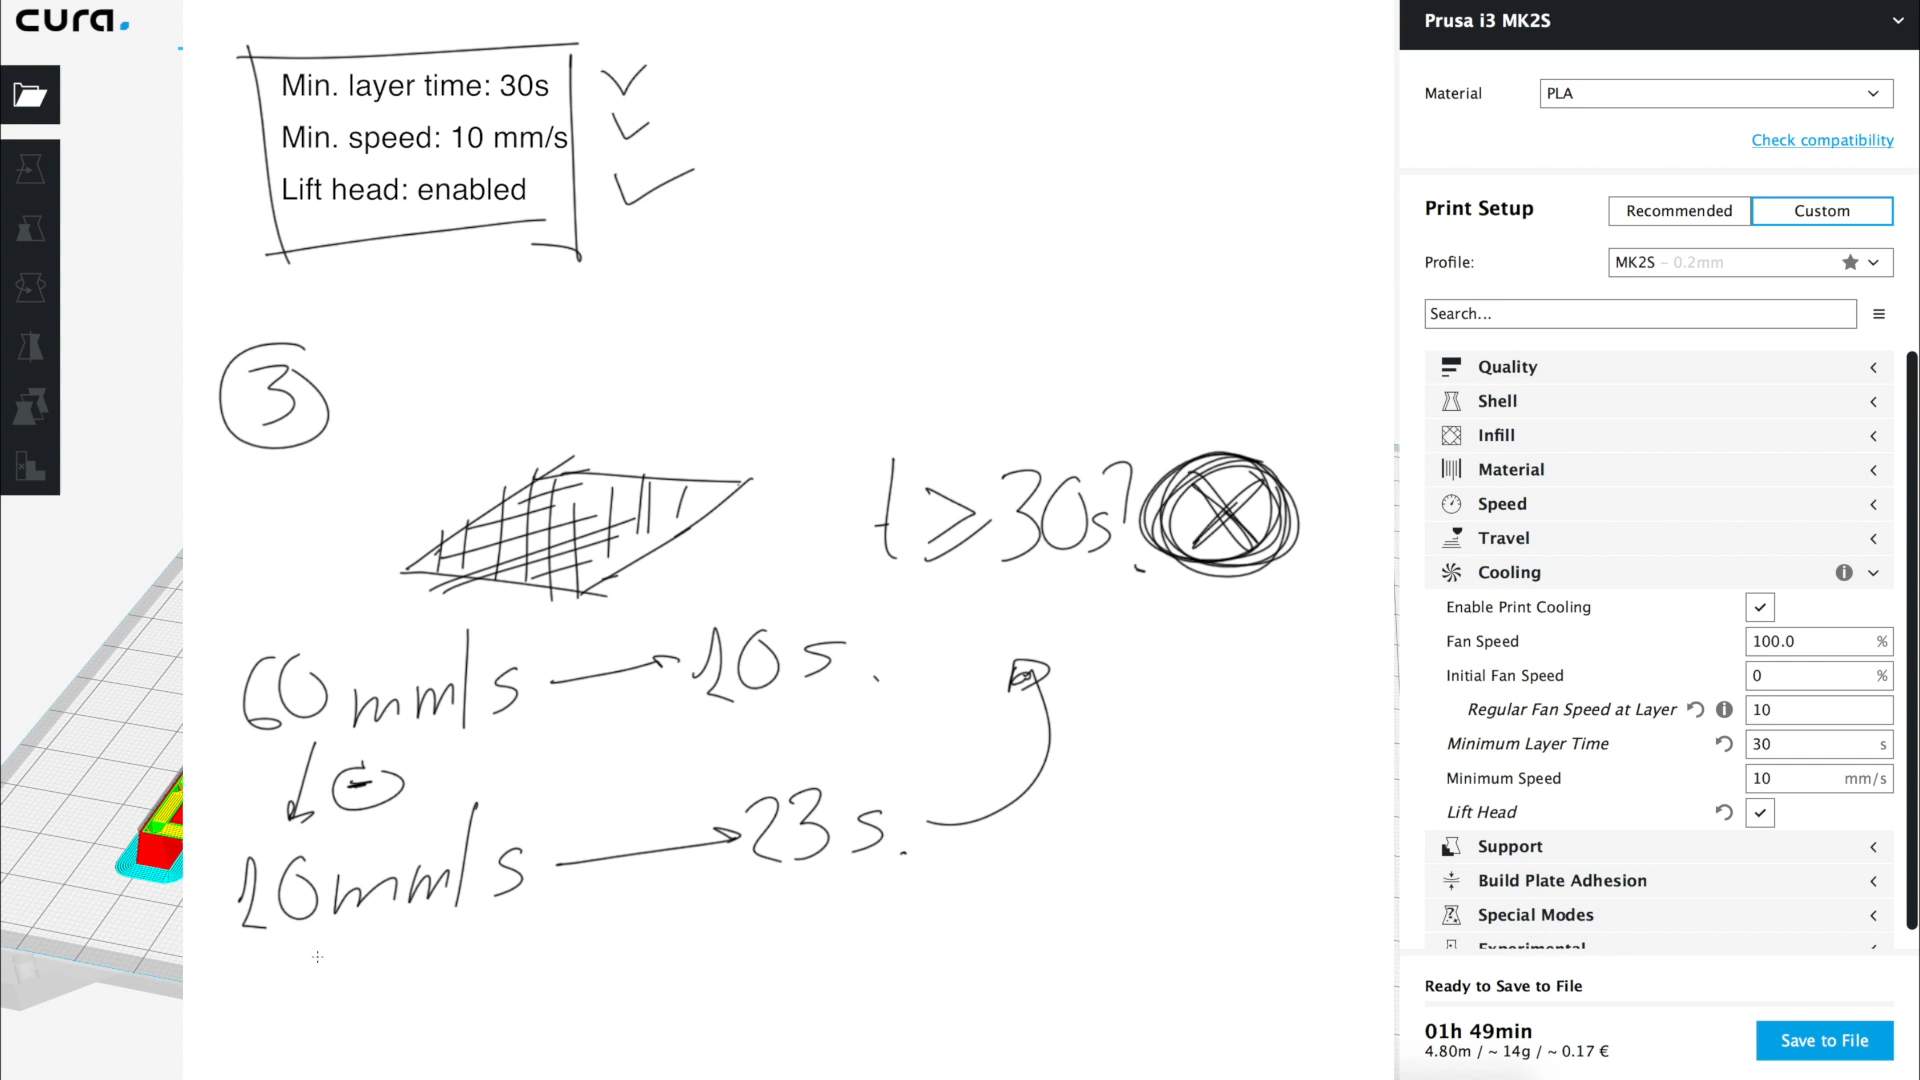 cura.
Min. layer time: 30s
Min. speed: 10 mm/s
Lift head: enabled
3
t ≥ 30s?
60mm/s → 10 s.
10mm/s → 23 s.
Prusa i3 MK2S
Material PLA
Check compatibility
Print Setup Recommended Custom
Profile: MK2S - 0.2mm
Search...
Quality
Shell
Infill
Material
Speed
Travel
Cooling
Enable Print Cooling
Fan Speed 100.0 %
Initial Fan Speed 0 %
Regular Fan Speed at Layer 10
Minimum Layer Time 30 s
Minimum Speed 10 mm/s
Lift Head
Support
Build Plate Adhesion
Special Modes
Experimental
Ready to Save to File
01h 49min
4.80m / ~ 14g / ~ 0.17 €
Save to File